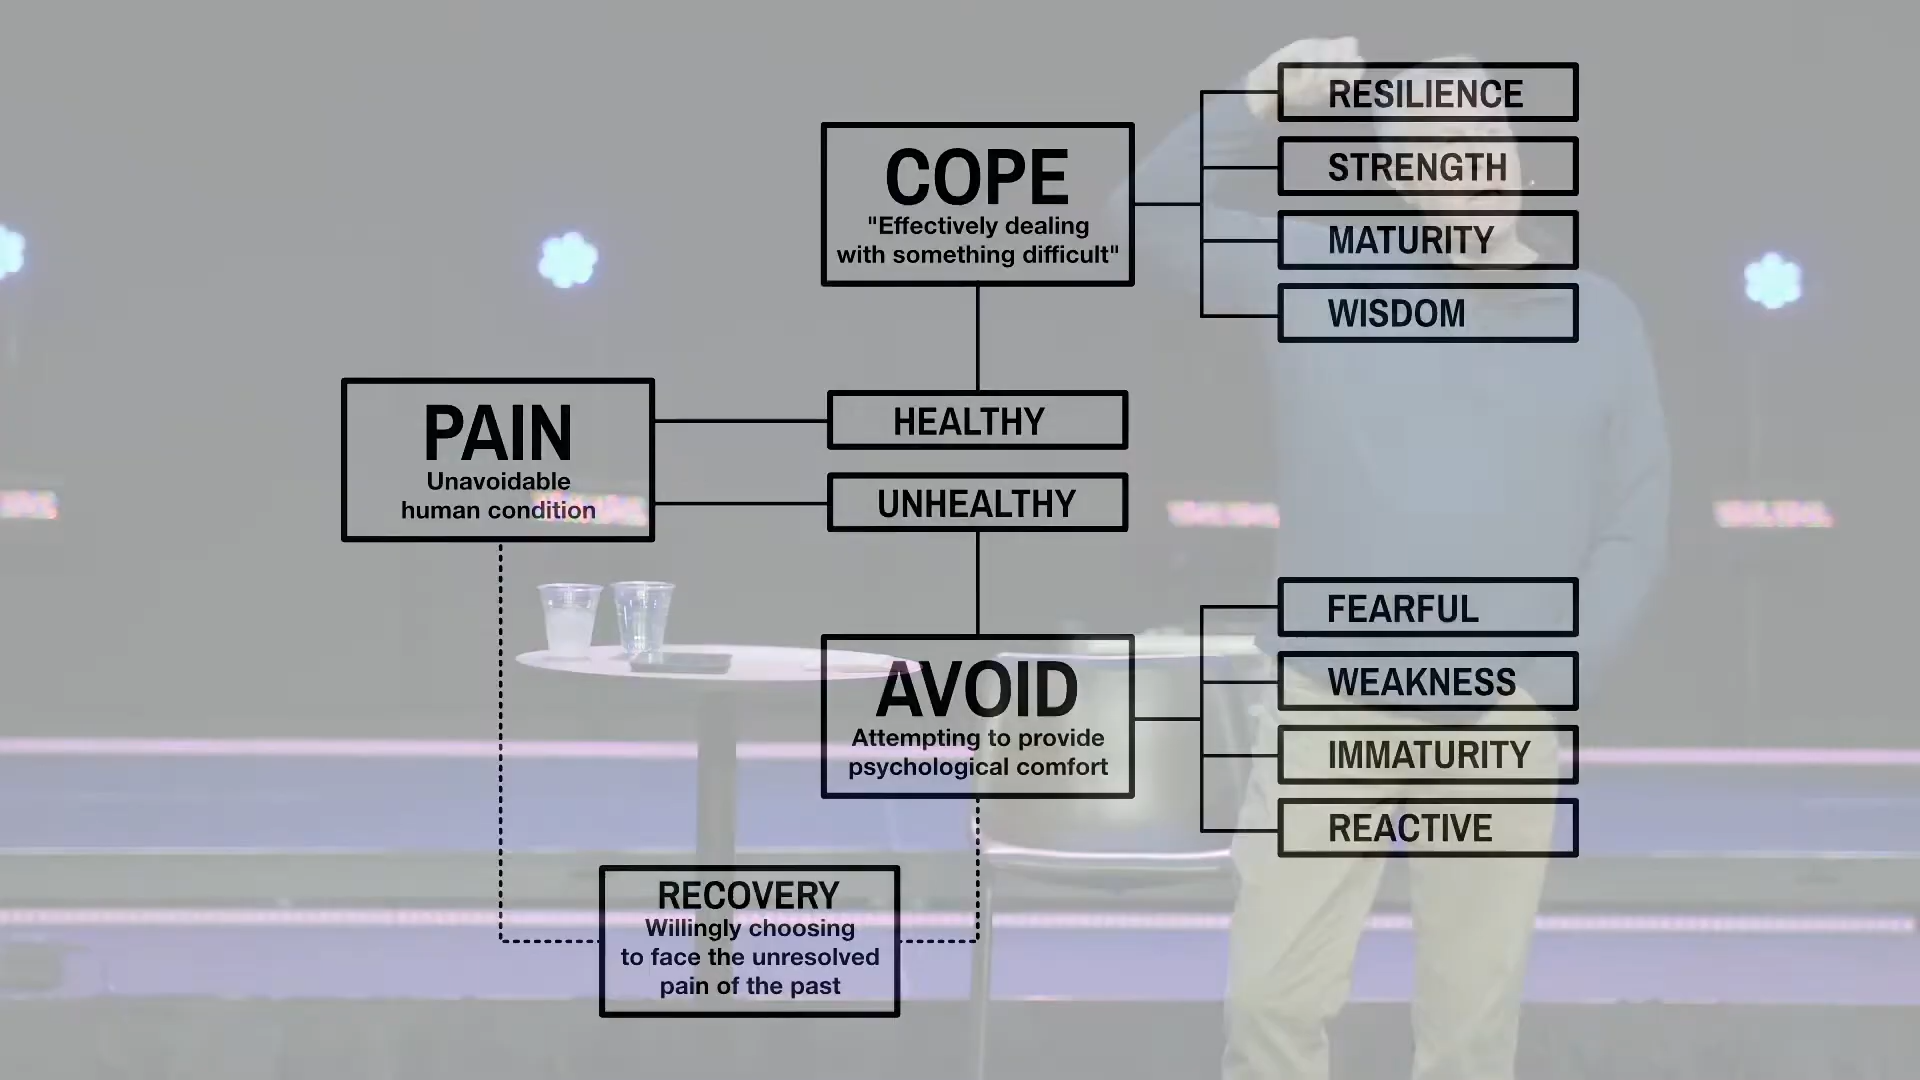 PAIN
Unavoidable
human condition
HEALTHY
UNHEALTHY
COPE
"Effectively dealing
with something difficult"
RESILIENCE
STRENGTH
MATURITY
WISDOM
AVOID
Attempting to provide
psychological comfort
FEARFUL
WEAKNESS
IMMATURITY
REACTIVE
RECOVERY
Willingly choosing
to face the unresolved
pain of the past